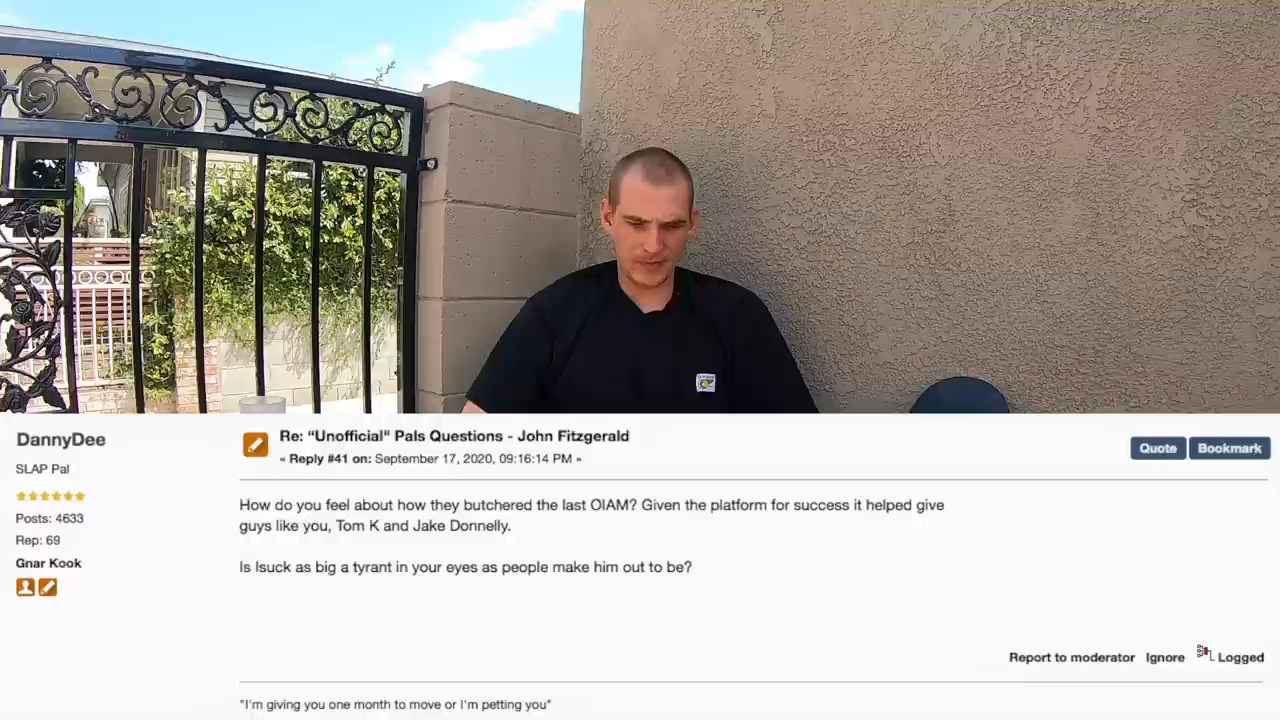 DannyDee
SLAP Pal
Posts: 4633
Rep: 69
Gnar Kook
Re: “Unofficial" Pals Questions - John Fitzgerald
« Reply #41 on: September 17, 2020, 09:16:14 PM »
Quote
Bookmark
How do you feel about how they butchered the last OIAM? Given the platform for success it helped give
guys like you, Tom K and Jake Donnelly.
Is Isuck as big a tyrant in your eyes as people make him out to be?
Report to moderator Ignore Logged
"I'm giving you one month to move or I'm petting you"